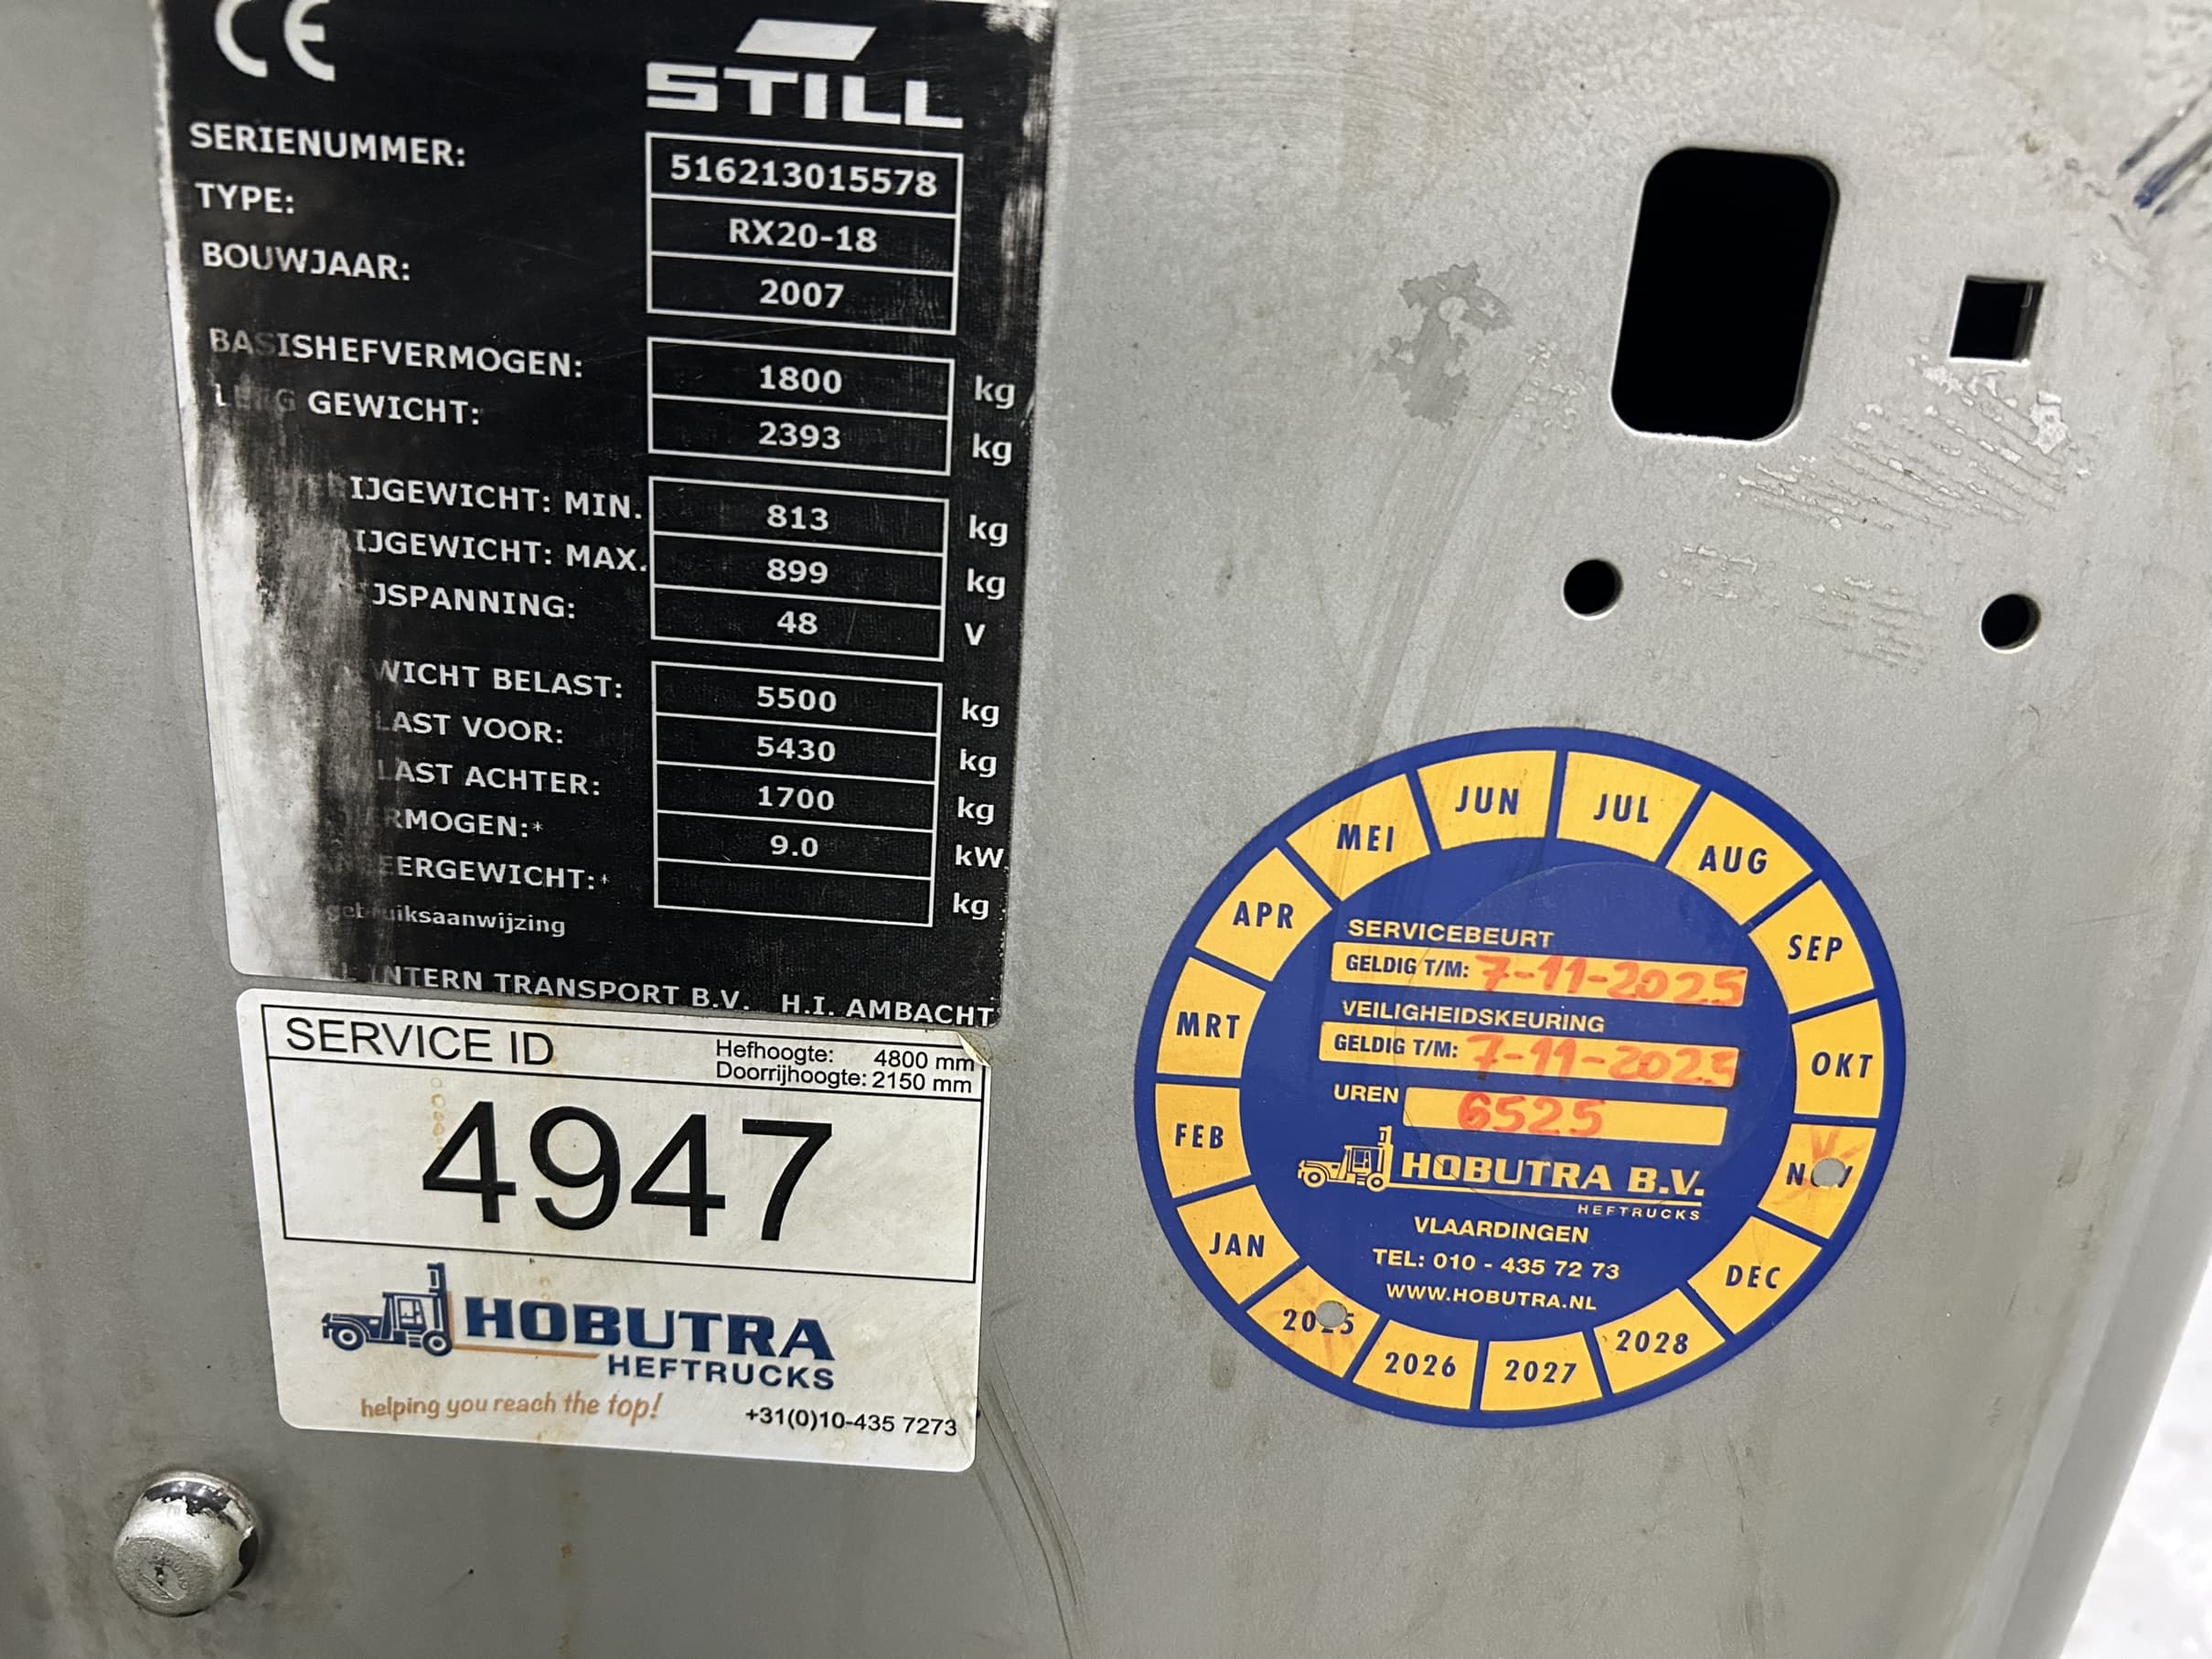 CE
STILL
SERIENUMMER: 516213015578
TYPE: RX20-18
BOUWJAAR: 2007
BASISHEFVERMOGEN: 1800 kg
LEEG GEWICHT: 2393 kg
IJGEWICHT: MIN. 813 kg
IJGEWICHT: MAX. 899 kg
JSPANNING: 48 V
WICHT BELAST: 5500 kg
LAST VOOR: 5430 kg
LAST ACHTER: 1700 kg
RMOGEN:* 9.0 kW
EERGEWICHT:* kg
gebruiksaanwijzing
INTERN TRANSPORT B.V. H.I. AMBACHT
SERVICE ID
Hefhoogte: 4800 mm
Doorrijhoogte: 2150 mm
4947
HOBUTRA
HEFTRUCKS
helping you reach the top!
+31(0)10-435 7273
JAN
FEB
MRT
APR
MEI
JUN
JUL
AUG
SEP
OKT
NOV
DEC
2025
2026
2027
2028
SERVICEBEURT
GELDIG T/M: 7-11-2025
VEILIGHEIDSKEURING
GELDIG T/M: 7-11-2025
UREN 6525
HOBUTRA B.V.
HEFTRUCKS
VLAARDINGEN
TEL: 010 - 435 72 73
WWW.HOBUTRA.NL